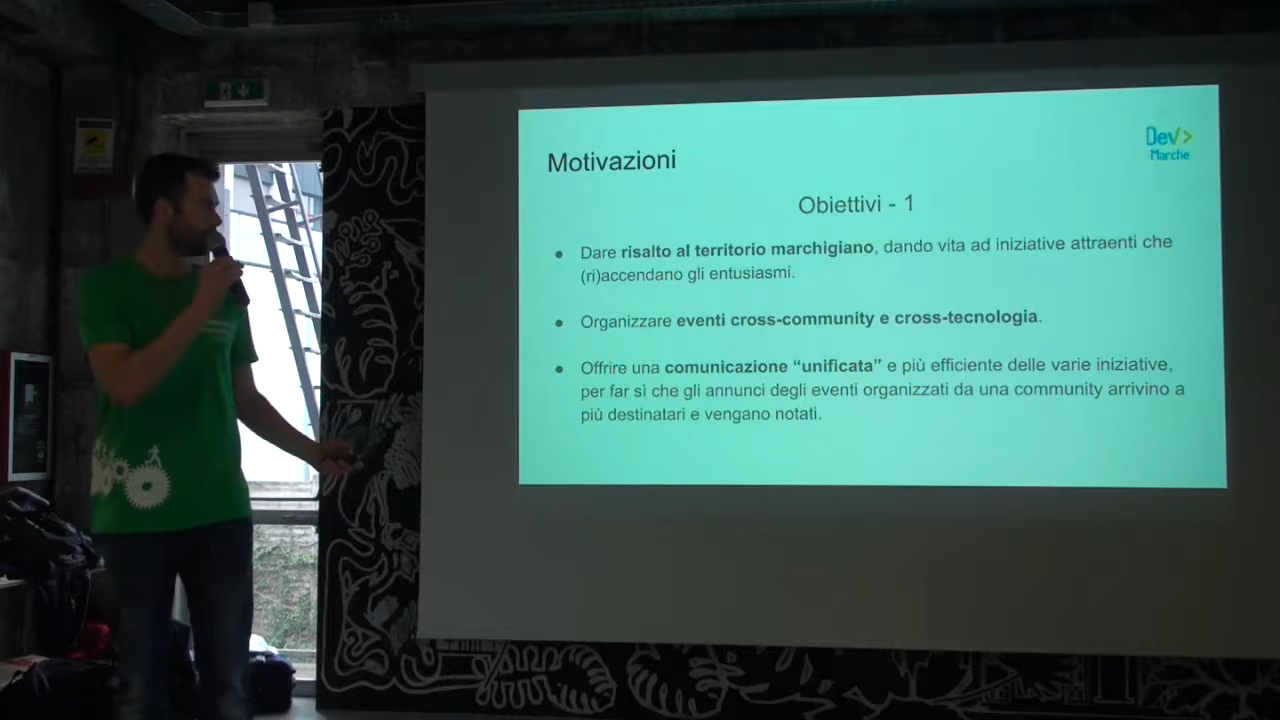 Dev/>
Marche
Motivazioni
Obiettivi - 1
● Dare risalto al territorio marchigiano, dando vita ad iniziative attraenti che
(ri)accendano gli entusiasmi.
● Organizzare eventi cross-community e cross-tecnologia.
● Offrire una comunicazione “unificata” e più efficiente delle varie iniziative,
per far sì che gli annunci degli eventi organizzati da una community arrivino a
più destinatari e vengano notati.